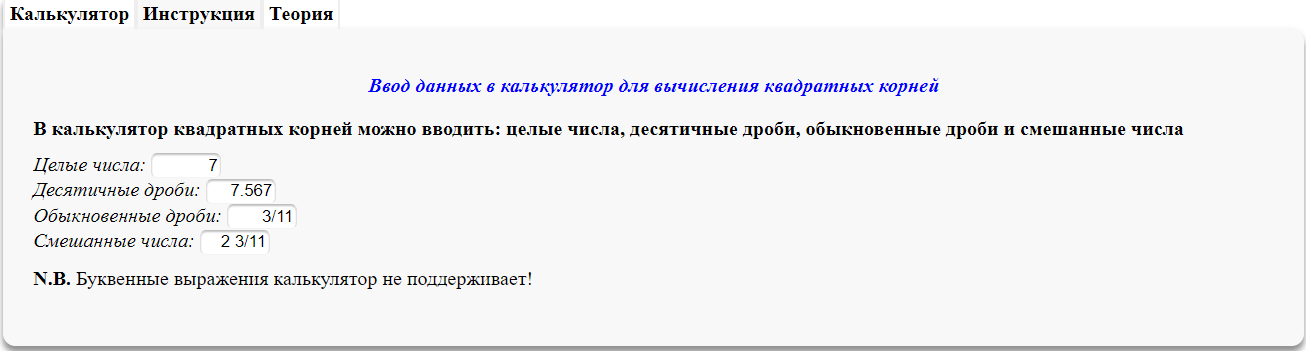 Калькулятор Инструкция Теория
Ввод данных в калькулятор для вычисления квадратных корней
В калькулятор квадратных корней можно вводить: целые числа, десятичные дроби, обыкновенные дроби и смешанные числа
Целые числа: 7
Десятичные дроби: 7.567
Обыкновенные дроби: 3/11
Смешанные числа: 2 3/11
N.B. Буквенные выражения калькулятор не поддерживает!